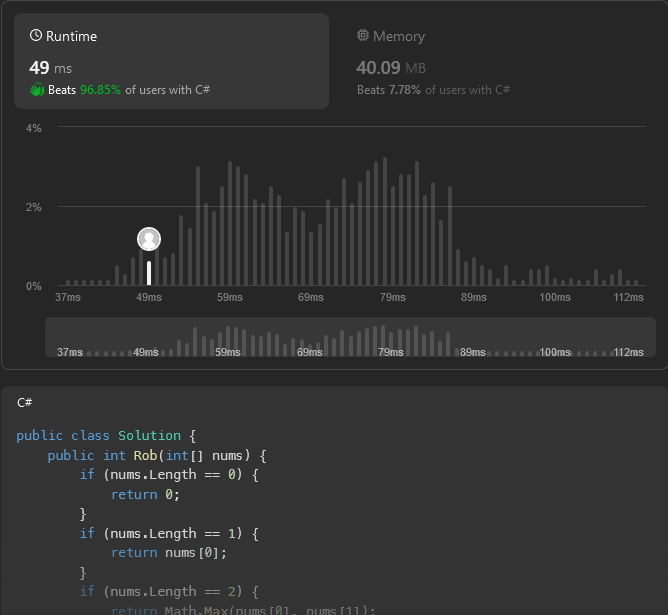 Runtime
Memory
49 ms
40.09 MB
Beats 96.85% of users with C#
Beats 7.78% of users with C#
4%
2%
0%
37ms 49ms 59ms 69ms 79ms 89ms 100ms 112ms
37ms 49ms 59ms 69ms 79ms 89ms 100ms 112ms
C#
public class Solution {
public int Rob(int[] nums) {
if (nums.Length == 0) {
return 0;
}
if (nums.Length == 1) {
return nums[0];
}
if (nums.Length == 2) {
return Math.Max(nums[0], nums[1]);